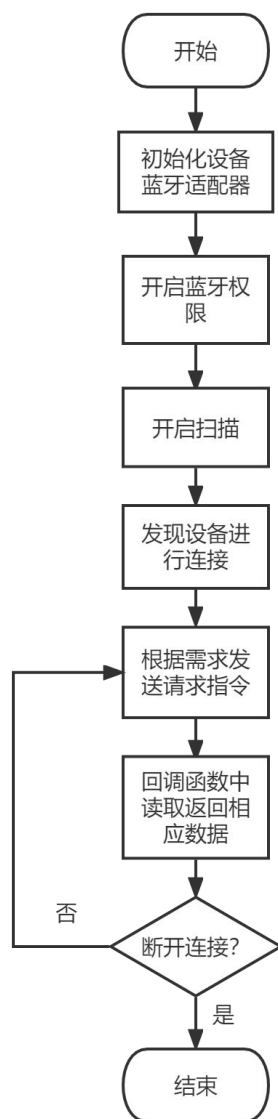 开始
初始化设备
蓝牙适配器
开启蓝牙权
限
开启扫描
发现设备进
行连接
根据需求发
送请求指令
回调函数中
读取返回相
应数据
否
断开连接？
是
结束